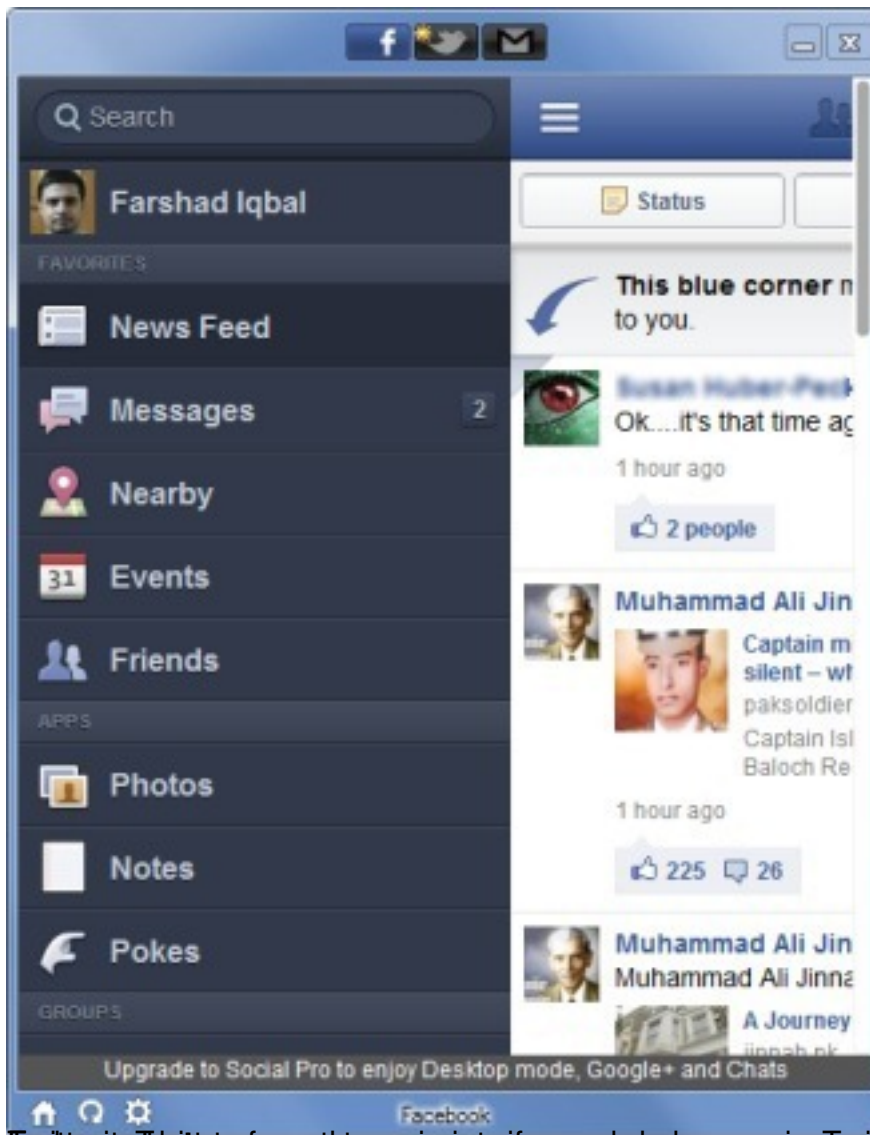 Search
Farshad Iqbal
FAVORITES
News Feed
Messages 2
Nearby
31 Events
Friends
APPS
Photos
Notes
Pokes
GROUPS
Status
This blue corner
to you.
Ok....it's that time
1 hour ago
2 people
Muhammad Ali Jin
Captain
silent –
paksoldier
Captain Isl
Baloch Re
1 hour ago
225 26
Muhammad Ali Jin
Muhammad Ali Jinna
A Journey
jinnah.pk
Upgrade to Social Pro to enjoy Desktop mode, Google+ and Chats
Facebook